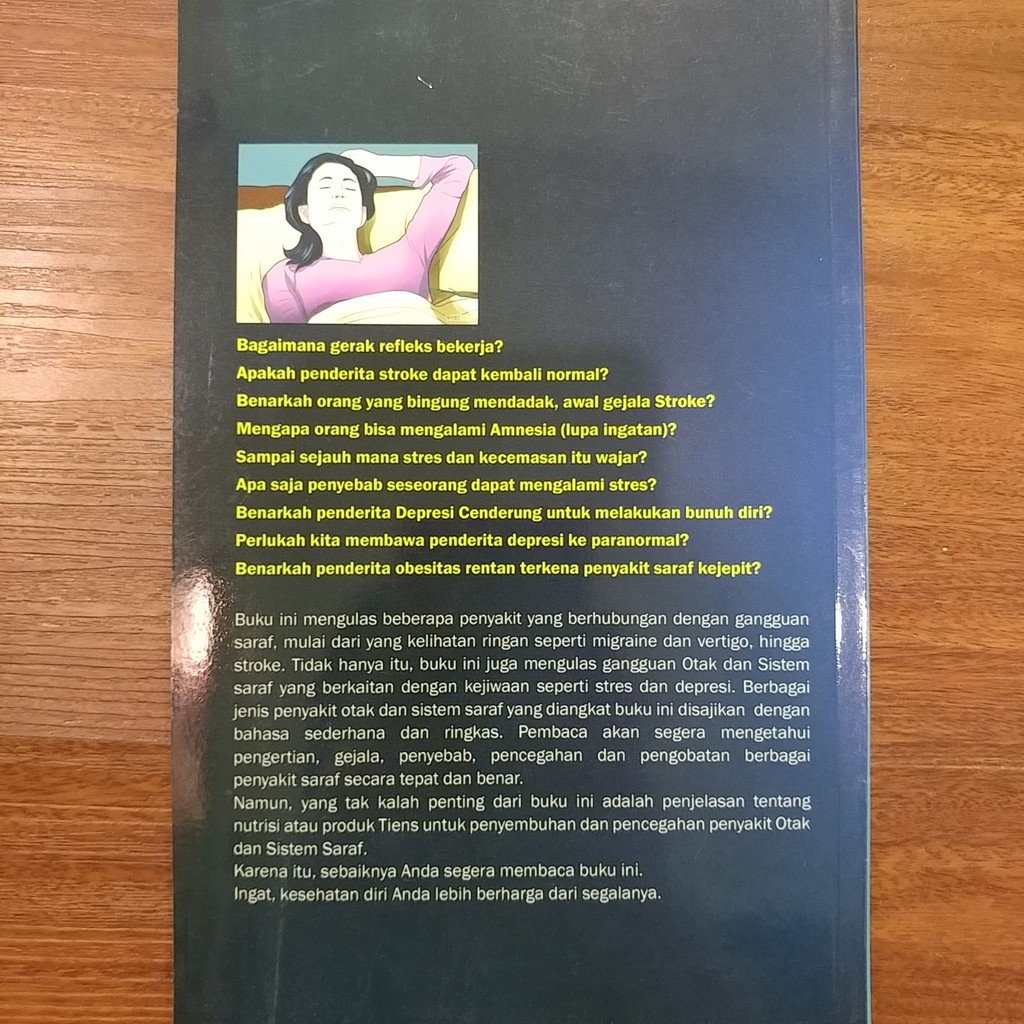 Bagaimana gerak refleks bekerja?
Apakah penderita stroke dapat kembali normal?
Benarkah orang yang bingung mendadak, awal gejala Stroke?
Mengapa orang bisa mengalami Amnesia (lupa ingatan)?
Sampai sejauh mana stres dan kecemasan itu wajar?
Apa saja penyebab seseorang dapat mengalami stres?
Benarkah penderita Depresi Cenderung untuk melakukan bunuh diri?
Perlukah kita membawa penderita depresi ke paranormal?
Benarkah penderita obesitas rentan terkena penyakit saraf kejepit?
Buku ini mengulas beberapa penyakit yang berhubungan dengan gangguan
saraf, mulai dari yang kelihatan ringan seperti migraine dan vertigo, hingga
stroke. Tidak hanya itu, buku ini juga mengulas gangguan Otak dan Sistem
saraf yang berkaitan dengan kejiwaan seperti stres dan depresi. Berbagai
jenis penyakit otak dan sistem saraf yang diangkat buku ini disajikan dengan
bahasa sederhana dan ringkas. Pembaca akan segera mengetahui
pengertian, gejala, penyebab, pencegahan dan pengobatan berbagai
penyakit saraf secara tepat dan benar.
Namun, yang tak kalah penting dari buku ini adalah penjelasan tentang
nutrisi atau produk Tiens untuk penyembuhan dan pencegahan penyakit Otak
dan Sistem Saraf.
Karena itu, sebaiknya Anda segera membaca buku ini.
Ingat, kesehatan diri Anda lebih berharga dari segalanya.